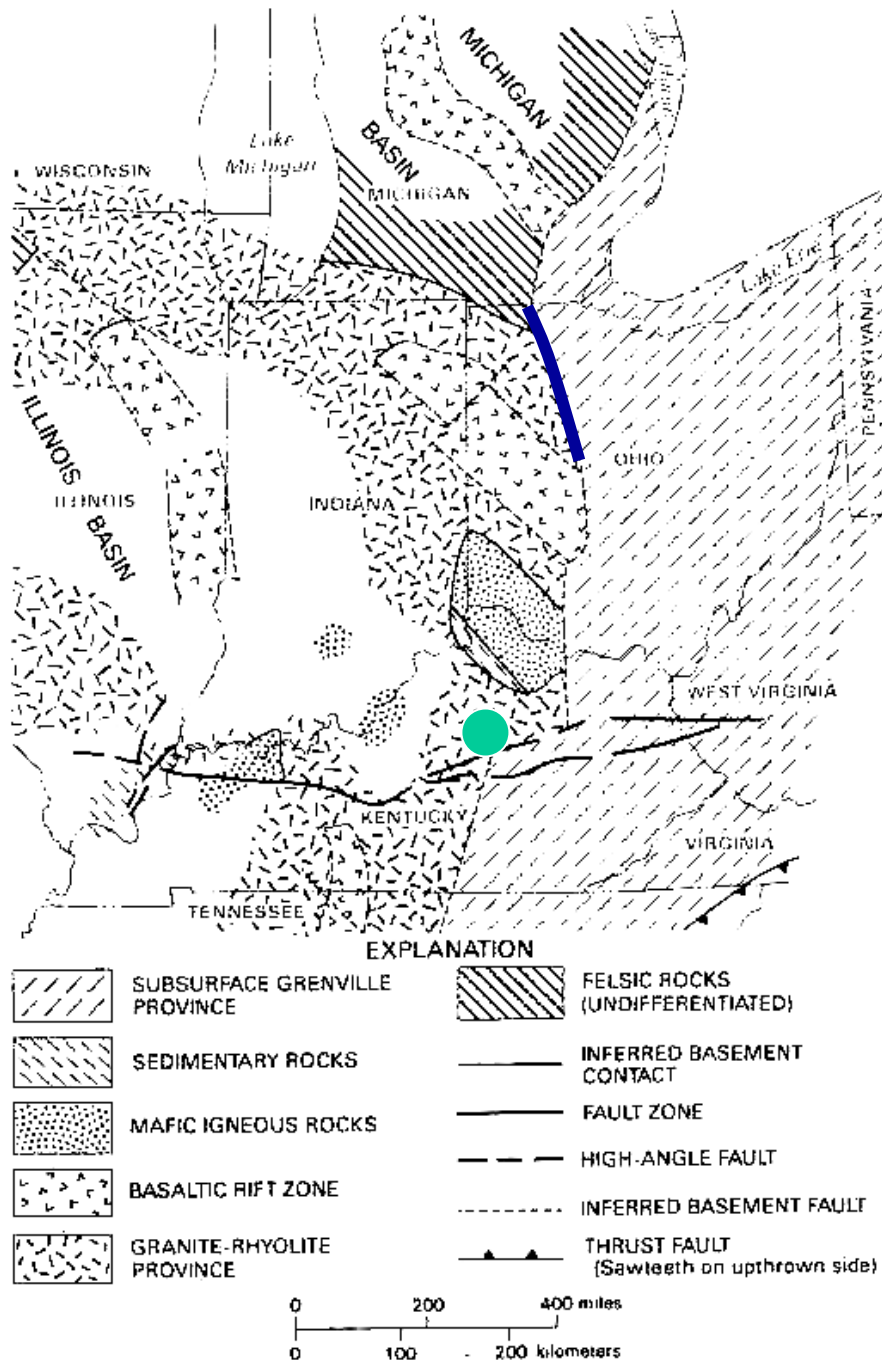 MICHIGAN
BASIN
Lake
Michigan
WISCONSIN
MICHIGAN
Lake Erie
PENNSYLVANIA
ILLINOIS
BASIN
ILLINOIS
INDIANA
OHIO
WEST VIRGINIA
KENTUCKY
VIRGINIA
TENNESSEE
EXPLANATION
SUBSURFACE GRENVILLE
PROVINCE
SEDIMENTARY ROCKS
MAFIC IGNEOUS ROCKS
BASALTIC RIFT ZONE
GRANITE-RHYOLITE
PROVINCE
FELSIC ROCKS
(UNDIFFERENTIATED)
INFERRED BASEMENT
CONTACT
FAULT ZONE
HIGH-ANGLE FAULT
INFERRED BASEMENT FAULT
THRUST FAULT
(Sawteeth on upthrown side)
0 200 400 miles
0 100 200 kilometers